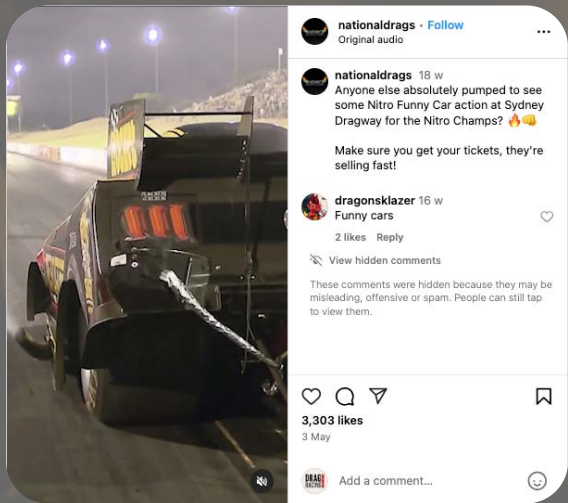 nationaldrags • Follow
Original audio
nationaldrags 18 w
Anyone else absolutely pumped to see
some Nitro Funny Car action at Sydney
Dragway for the Nitro Champs? 🔥👊
Make sure you get your tickets, they're
selling fast!
dragonsklazer 16 w
Funny cars
2 likes Reply
View hidden comments
These comments were hidden because they may be
misleading, offensive or spam. People can still tap
to view them.
3,303 likes
3 May
DRAG
RACING
Add a comment...